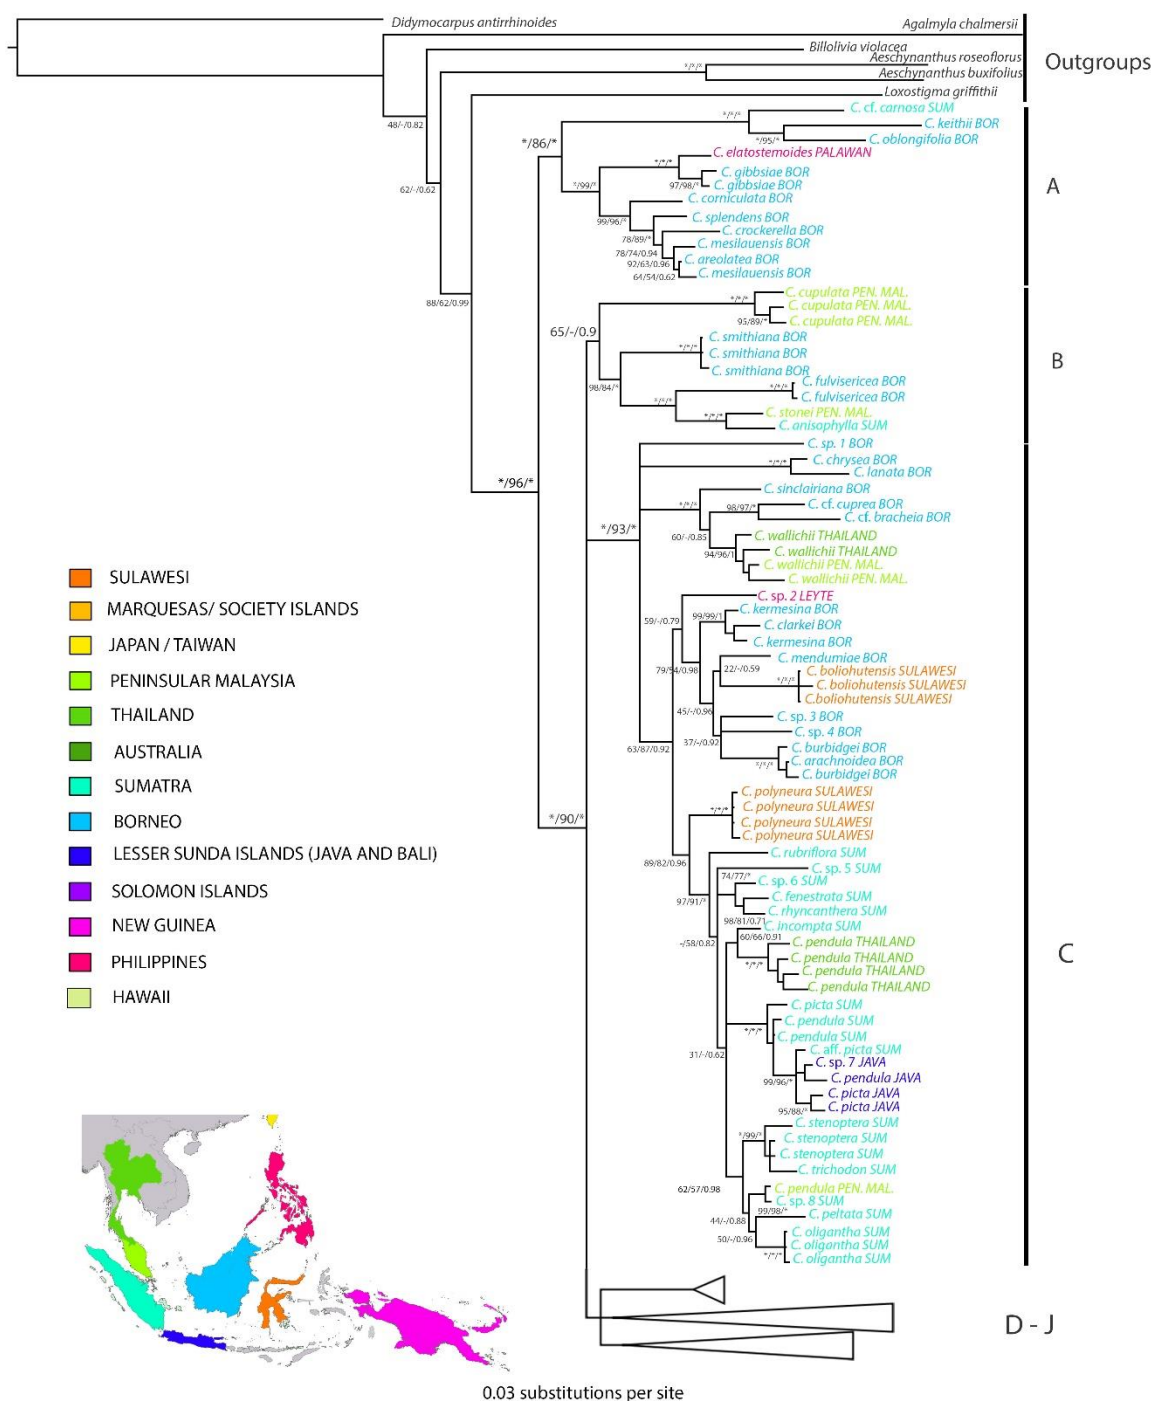 Didymocarpus antirrhinoides
Agalmyla chalmersii
Billolivia violacea
Aeschynanthus roseoflorus
*/*/*
Aeschynanthus buxifolius
Outgroups
Loxostigma griffithii
C. cf. carnosa SUM
*/*/*
48/-/0.82
C. keithii BOR
*/86/*
*/95/*
C. oblongifolia BOR
C. elatostemoides PALAWAN
*/*/*
C. gibbsiae BOR
*/99/*
97/98/*
C. gibbsiae BOR
A
62/-/0.62
C. corniculata BOR
99/96/*
C. splendens BOR
C. crockerella BOR
78/89/*
C. mesilauensis BOR
78/74/0.94
C. areolatea BOR
92/63/0.96
C. mesilauensis BOR
64/54/0.62
C. cupulata PEN. MAL.
88/62/0.99
*/*/*
C. cupulata PEN. MAL.
95/89/*
C. cupulata PEN. MAL.
65/-/0.9
C. smithiana BOR
*/*/*
C. smithiana BOR
B
C. smithiana BOR
98/84/*
C. fulvisericea BOR
*/*/*
C. fulvisericea BOR
*/*/*
C. stonei PEN. MAL.
*/*/*
C. anisophylla SUM
C. sp. 1 BOR
C. chrysea BOR
*/*/*
C. lanata BOR
*/96/*
C. sinclairiana BOR
*/*/*
98/97/*
C. cf. cuprea BOR
C. cf. bracheia BOR
*/93/*
60/-/0.85
C. wallichii THAILAND
94/96/1
C. wallichii THAILAND
C. wallichii PEN. MAL.
C. wallichii PEN. MAL.
SULAWESI
MARQUESAS/ SOCIETY ISLANDS
JAPAN / TAIWAN
PENINSULAR MALAYSIA
THAILAND
AUSTRALIA
SUMATRA
BORNEO
LESSER SUNDA ISLANDS (JAVA AND BALI)
SOLOMON ISLANDS
NEW GUINEA
PHILIPPINES
HAWAII
C. sp. 2 LEYTE
C. kermesina BOR
59/-/0.79
99/99/1
C. clarkei BOR
C. kermesina BOR
C. mendumiae BOR
79/94/0.98
22/-/0.59
C. boliohutensis SULAWESI
*/*/*
C. boliohutensis SULAWESI
C.boliohutensis SULAWESI
45/-/0.96
C. sp. 3 BOR
C. sp. 4 BOR
63/87/0.92
37/-/0.92
C. burbidgei BOR
*/*/*
C. arachnoidea BOR
C. burbidgei BOR
C. polyneura SULAWESI
*/*/*
C. polyneura SULAWESI
*/90/*
C. polyneura SULAWESI
C. polyneura SULAWESI
89/82/0.96
C. rubriflora SUM
C. sp. 5 SUM
74/77/*
C. sp. 6 SUM
97/91/*
C. fenestrata SUM
C. rhyncanthera SUM
98/81/0.71
C. incompta SUM
60/66/0.91
-/58/0.82
C. pendula THAILAND
C. pendula THAILAND
*/*/*
C. pendula THAILAND
C. pendula THAILAND
C
C. picta SUM
C. pendula SUM
*/*/*
C. pendula SUM
31/-/0.62
C. aff. picta SUM
C. sp. 7 JAVA
99/96/*
C. pendula JAVA
C. picta JAVA
95/88/*
C. picta JAVA
C. stenoptera SUM
*/99/*
C. stenoptera SUM
C. stenoptera SUM
C. trichodon SUM
62/57/0.98
C. pendula PEN. MAL.
C. sp. 8 SUM
99/98/*
C. peltata SUM
44/-/0.88
C. oligantha SUM
50/-/0.96
C. oligantha SUM
*/*/*
C. oligantha SUM
D - J
0.03 substitutions per site